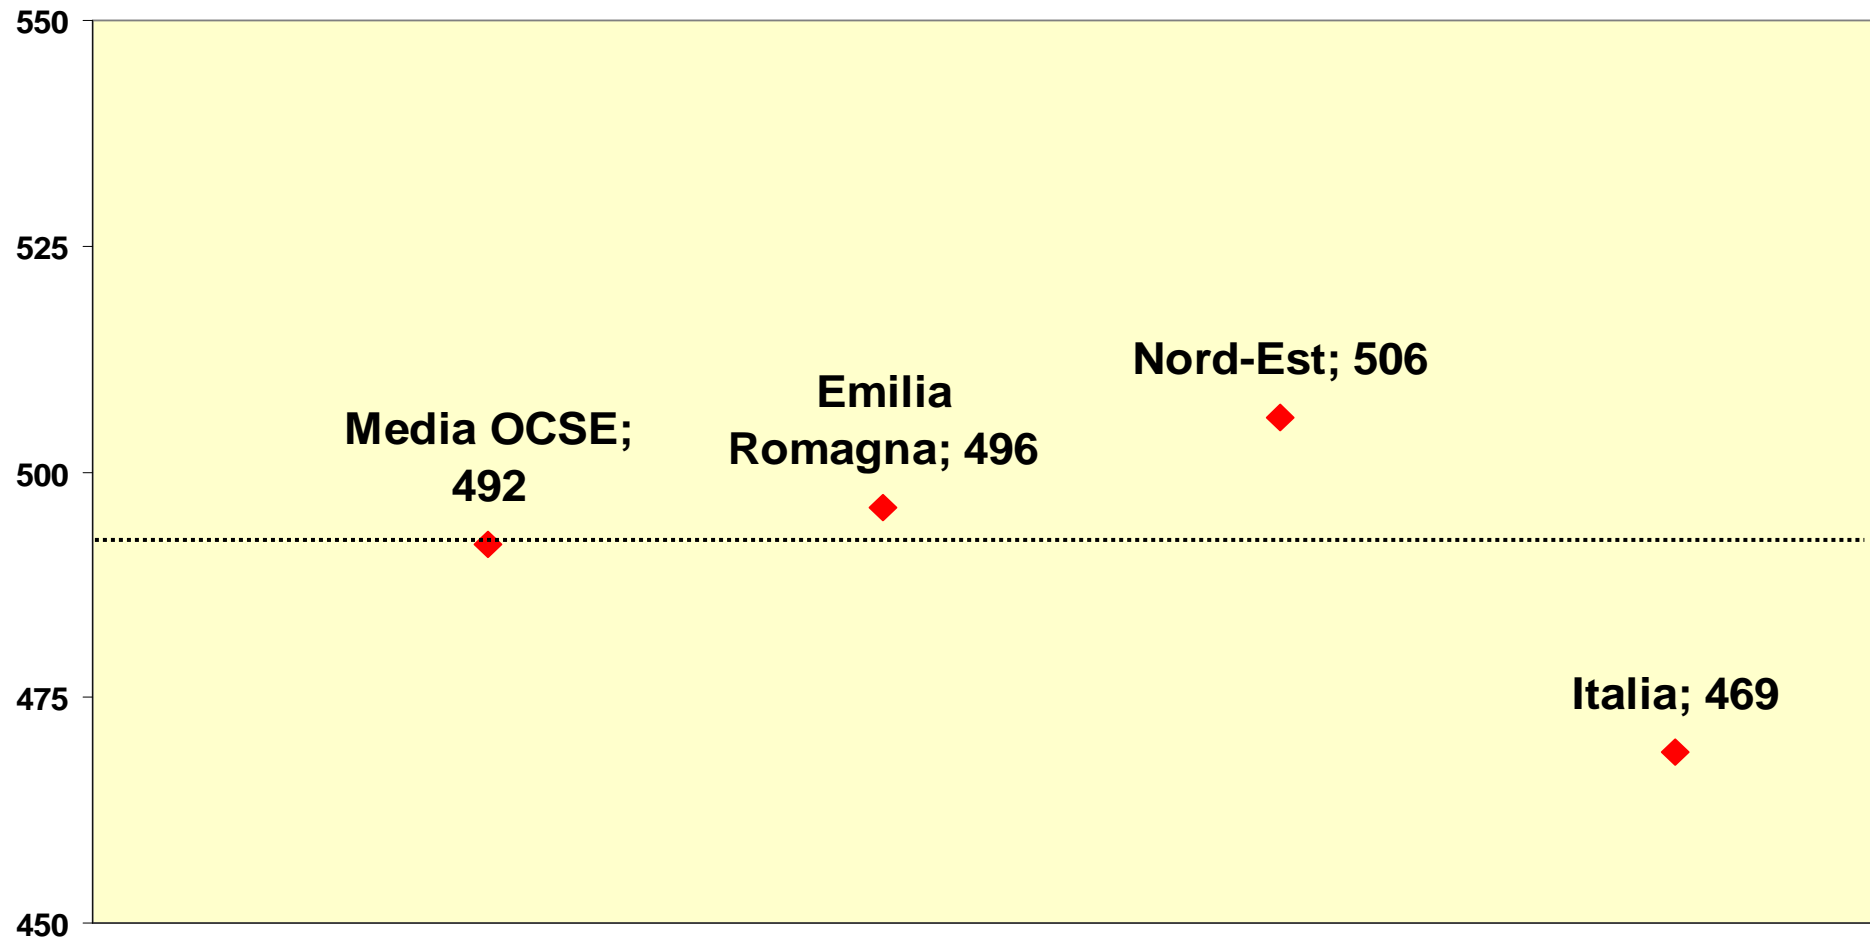 550
525
500
475
450
Media OCSE;
492
Emilia
Romagna; 496
Nord-Est; 506
Italia; 469